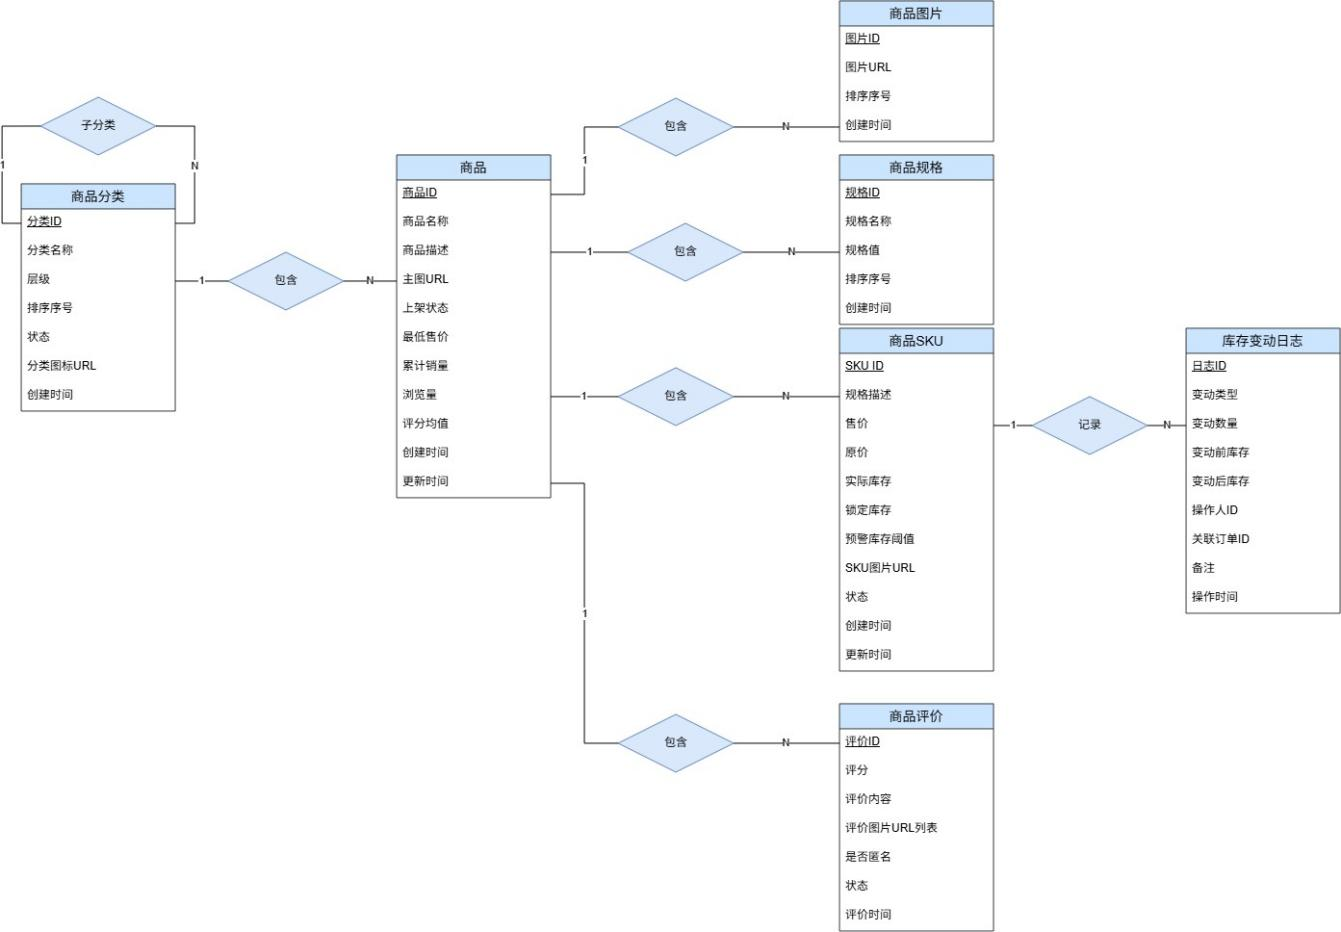 子分类
1
N
商品分类
分类ID
分类名称
层级
排序序号
状态
分类图标URL
创建时间
1
包含
N
商品
商品ID
商品名称
商品描述
主图URL
上架状态
最低售价
累计销量
浏览量
评分均值
创建时间
更新时间
1
包含
N
商品图片
图片ID
图片URL
排序序号
创建时间
1
包含
N
商品规格
规格ID
规格名称
规格值
排序序号
创建时间
1
包含
N
商品SKU
SKU ID
规格描述
售价
原价
实际库存
锁定库存
预警库存阈值
SKU图片URL
状态
创建时间
更新时间
1
记录
N
库存变动日志
日志ID
变动类型
变动数量
变动前库存
变动后库存
操作人ID
关联订单ID
备注
操作时间
1
包含
N
商品评价
评价ID
评分
评价内容
评价图片URL列表
是否匿名
状态
评价时间